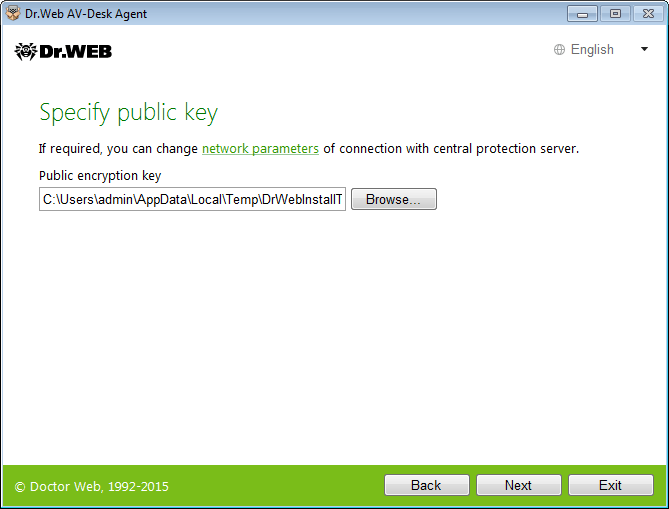 Dr.Web AV-Desk Agent
Dr.WEB
English
Specify public key
If required, you can change network parameters of connection with central protection server.
Public encryption key
C:\Users\admin\AppData\Local\Temp\DrWebInstallT
Browse...
© Doctor Web, 1992-2015
Back
Next
Exit